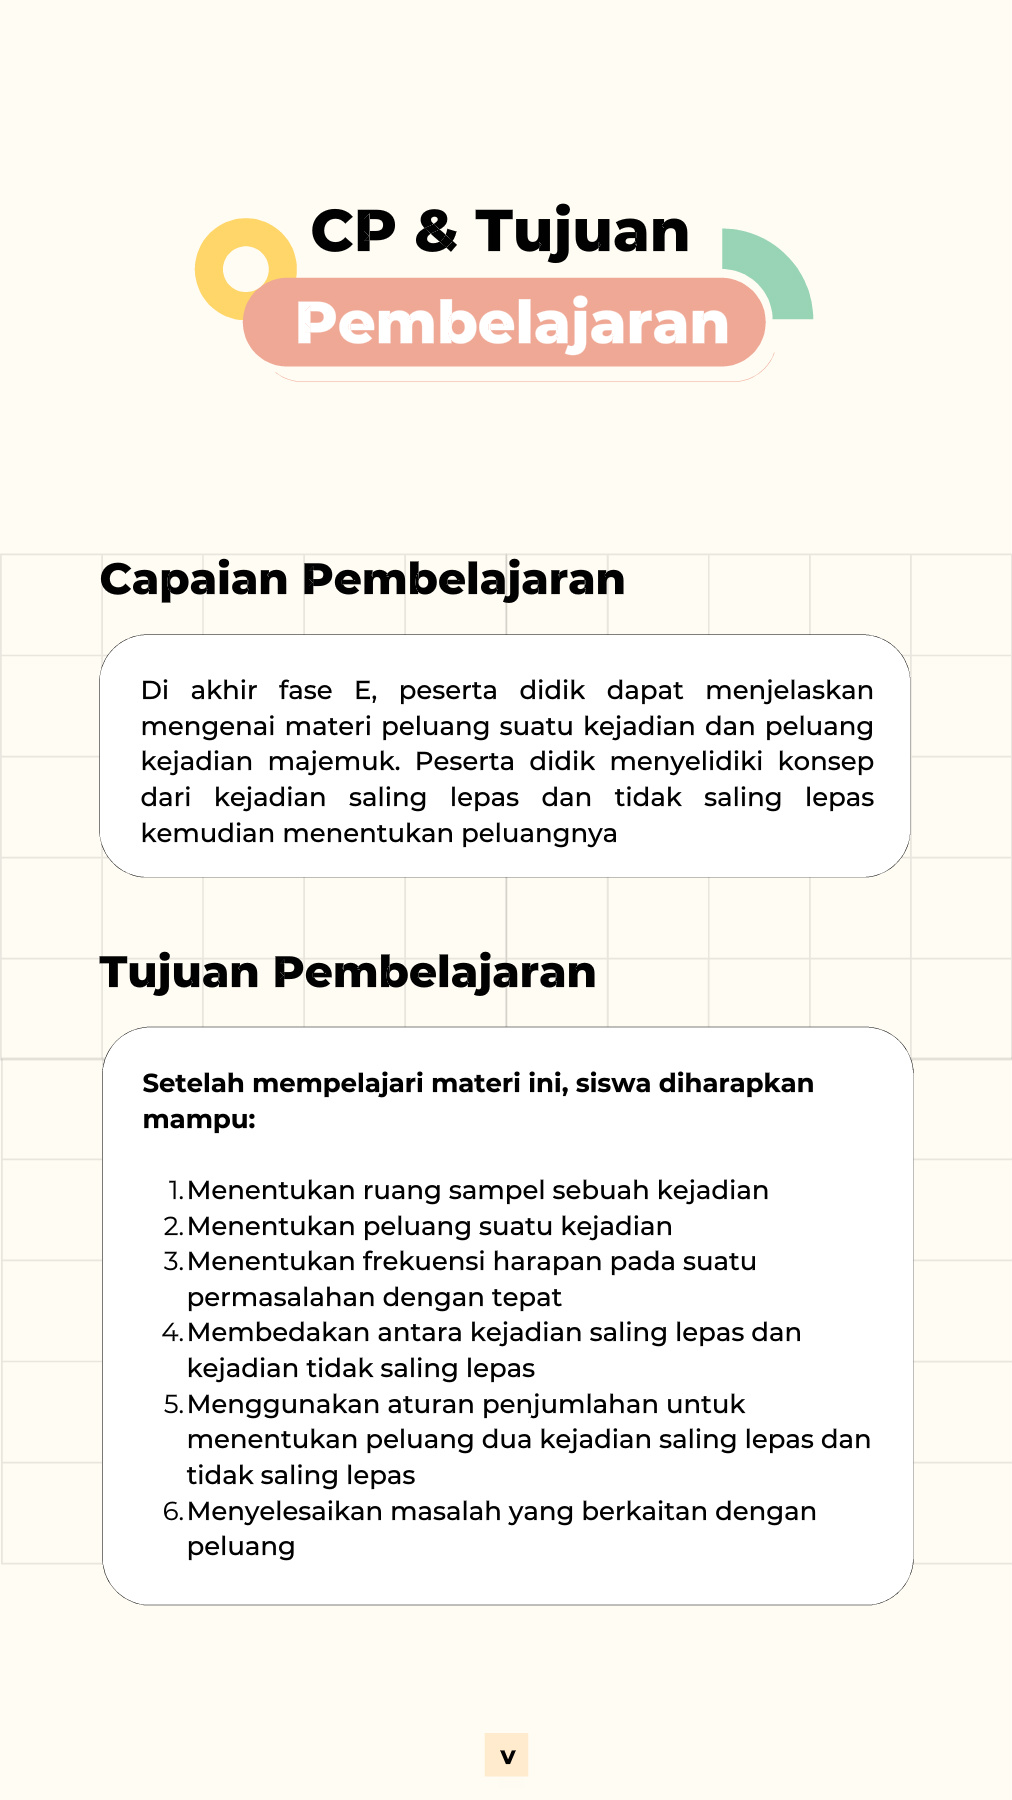 CP & Tujuan
Pembelajaran
Capaian Pembelajaran
Di akhir fase E, peserta didik dapat menjelaskan
mengenai materi peluang suatu kejadian dan peluang
kejadian majemuk. Peserta didik menyelidiki konsep
dari kejadian saling lepas dan tidak saling lepas
kemudian menentukan peluangnya
Tujuan Pembelajaran
Setelah mempelajari materi ini, siswa diharapkan
mampu:
1. Menentukan ruang sampel sebuah kejadian
2. Menentukan peluang suatu kejadian
3. Menentukan frekuensi harapan pada suatu
permasalahan dengan tepat
4. Membedakan antara kejadian saling lepas dan
kejadian tidak saling lepas
5. Menggunakan aturan penjumlahan untuk
menentukan peluang dua kejadian saling lepas dan
tidak saling lepas
6. Menyelesaikan masalah yang berkaitan dengan
peluang
v